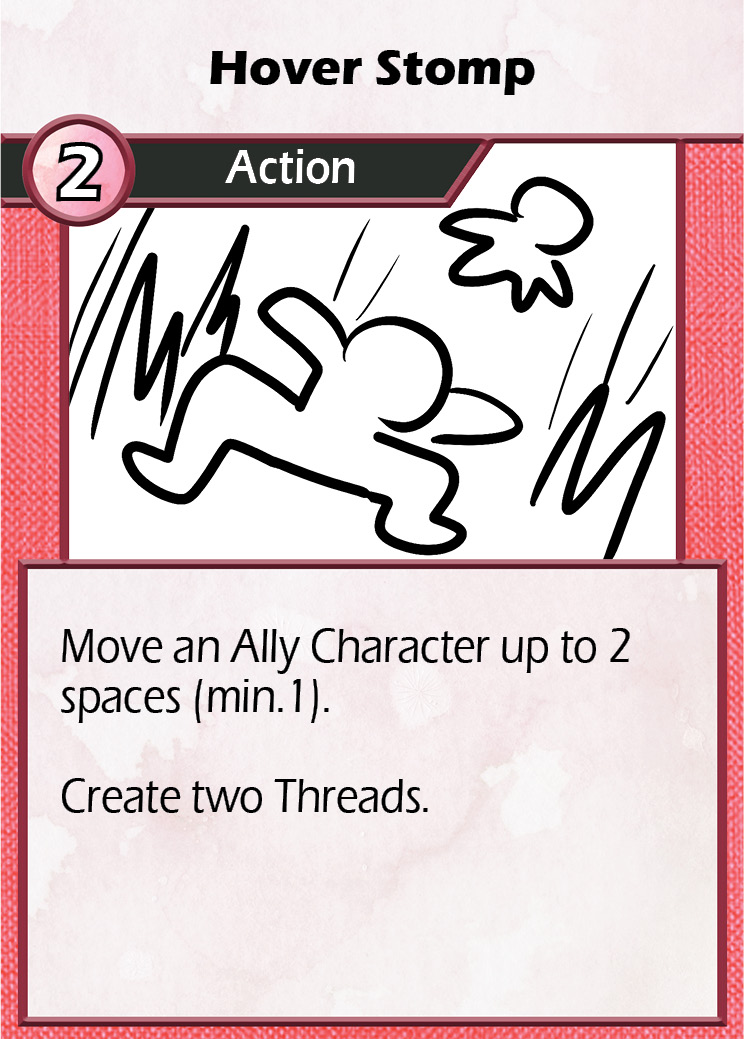 Hover Stomp
2
Action
Move an Ally Character up to 2
spaces (min.1).
Create two Threads.